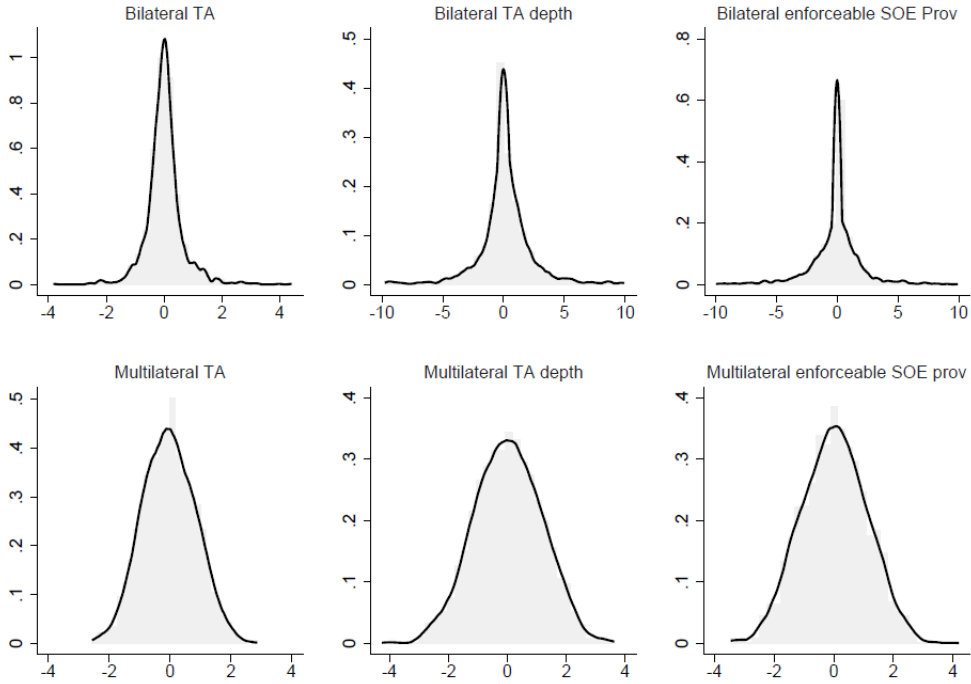 Bilateral TA
Bilateral TA depth
Bilateral enforceable SOE Prov
0 .2 .4 .6 .8 1
-4 -2 0 2 4
0 .1 .2 .3 .4 .5
-10 -5 0 5 10
0 .2 .4 .6 .8
-10 -5 0 5 10
Multilateral TA
Multilateral TA depth
Multilateral enforceable SOE prov
0 .1 .2 .3 .4 .5
-4 -2 0 2 4
0 .1 .2 .3 .4
-4 -2 0 2 4
0 .1 .2 .3 .4
-4 -2 0 2 4